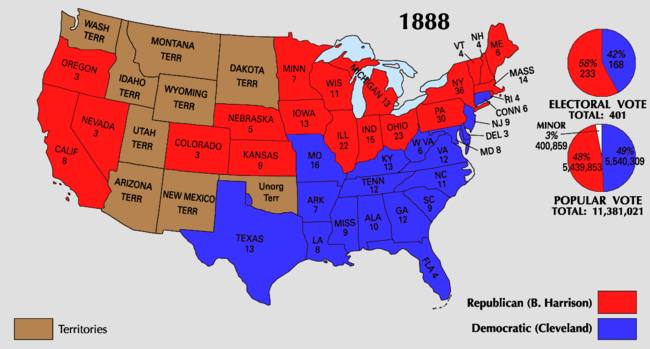 1888
WASH
TERR
MONTANA
TERR
DAKOTA
TERR
MINN
7
OREGON
3
IDAHO
TERR
WYOMING
TERR
WIS
11
MICHIGAN 13
NY
36
VT
4
NH
4
ME
6
MASS
14
RI 4
CONN 6
NJ 9
DEL 3
MD 8
NEVADA
3
UTAH
TERR
COLORADO
3
NEBRASKA
5
IOWA
13
ILL
22
IND
15
OHIO
23
PA
30
CALIF
8
KANSAS
9
MO
16
KY
13
W VA
6
VA
12
ARIZONA
TERR
NEW MEXICO
TERR
Unorg
Terr
ARK
7
TENN
12
NC
11
SC
9
TEXAS
13
LA
8
MISS
9
ALA
10
GA
12
FLA 4
58%
233
42%
168
ELECTORAL VOTE
TOTAL: 401
MINOR
3%
400,859
48%
5,439,853
49%
5,540,309
POPULAR VOTE
TOTAL: 11,381,021
Republican (B. Harrison)
Democratic (Cleveland)
Territories